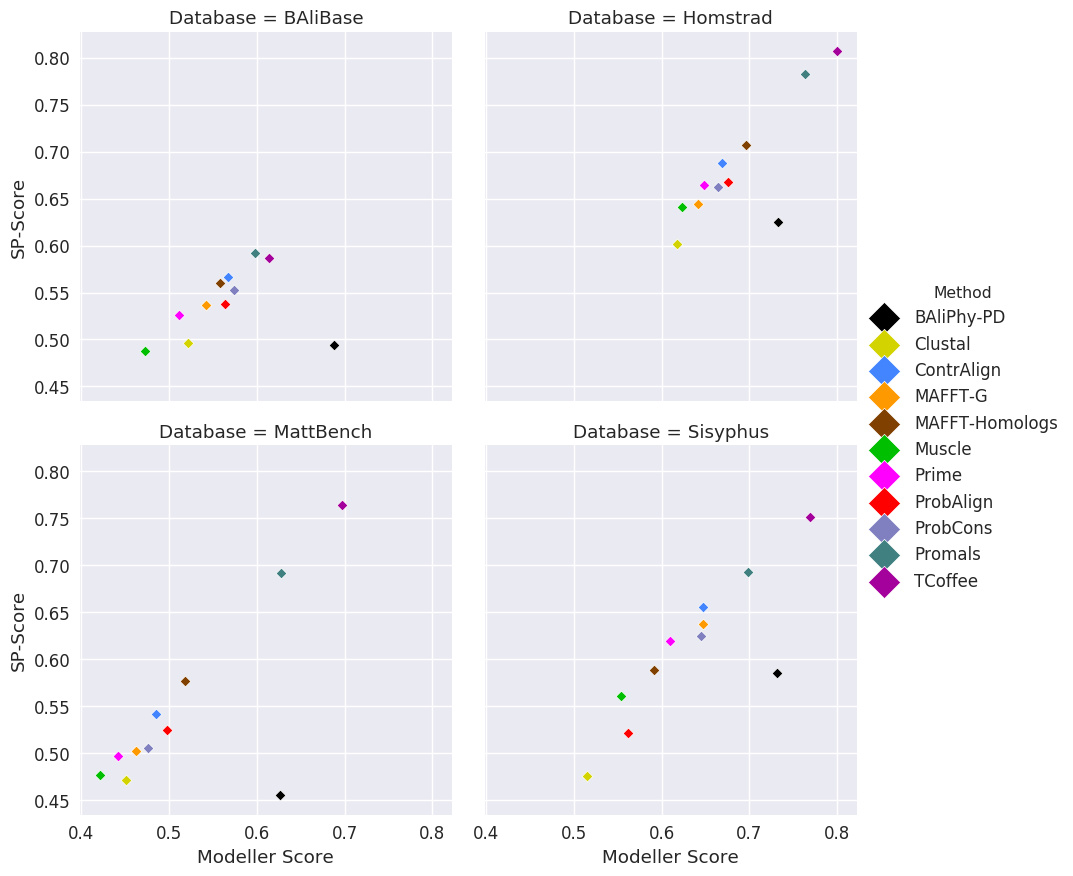 Database = BAliBase
Database = Homstrad
0.80
0.75
0.70
0.65
0.60
0.55
0.50
0.45
SP-Score
Database = MattBench
Database = Sisyphus
0.80
0.75
0.70
0.65
0.60
0.55
0.50
0.45
SP-Score
0.4 0.5 0.6 0.7 0.8
Modeller Score
0.4 0.5 0.6 0.7 0.8
Modeller Score
Method
BAliPhy-PD
Clustal
ContrAlign
MAFFT-G
MAFFT-Homologs
Muscle
Prime
ProbAlign
ProbCons
Promals
TCoffee